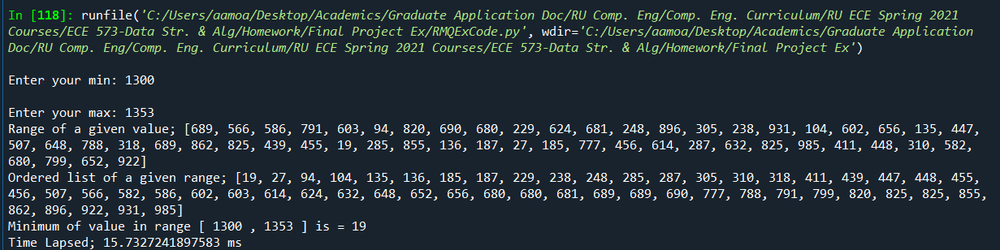 In [118]: runfile('C:/Users/aamoa/Desktop/Academics/Graduate Application Doc/RU Comp. Eng/Comp. Eng. Curriculum/RU ECE Spring 2021
Courses/ECE 573-Data Str. & Alg/Homework/Final Project Ex/RMQExCode.py', wdir='C:/Users/aamoa/Desktop/Academics/Graduate Application
Doc/RU Comp. Eng/Comp. Eng. Curriculum/RU ECE Spring 2021 Courses/ECE 573-Data Str. & Alg/Homework/Final Project Ex')
Enter your min: 1300
Enter your max: 1353
Range of a given value; [689, 566, 586, 791, 603, 94, 820, 690, 680, 229, 624, 681, 248, 896, 305, 238, 931, 104, 602, 656, 135, 447,
507, 648, 788, 318, 689, 862, 825, 439, 455, 19, 285, 855, 136, 187, 27, 185, 777, 456, 614, 287, 632, 825, 985, 411, 448, 310, 582,
680, 799, 652, 922]
Ordered list of a given range; [19, 27, 94, 104, 135, 136, 185, 187, 229, 238, 248, 285, 287, 305, 310, 318, 411, 439, 447, 448, 455,
456, 507, 566, 582, 586, 602, 603, 614, 624, 632, 648, 652, 656, 680, 680, 681, 689, 689, 690, 777, 788, 791, 799, 820, 825, 825, 855,
862, 896, 922, 931, 985]
Minimum of value in range [ 1300 , 1353 ] is = 19
Time Lapsed; 15.7327241897583 ms